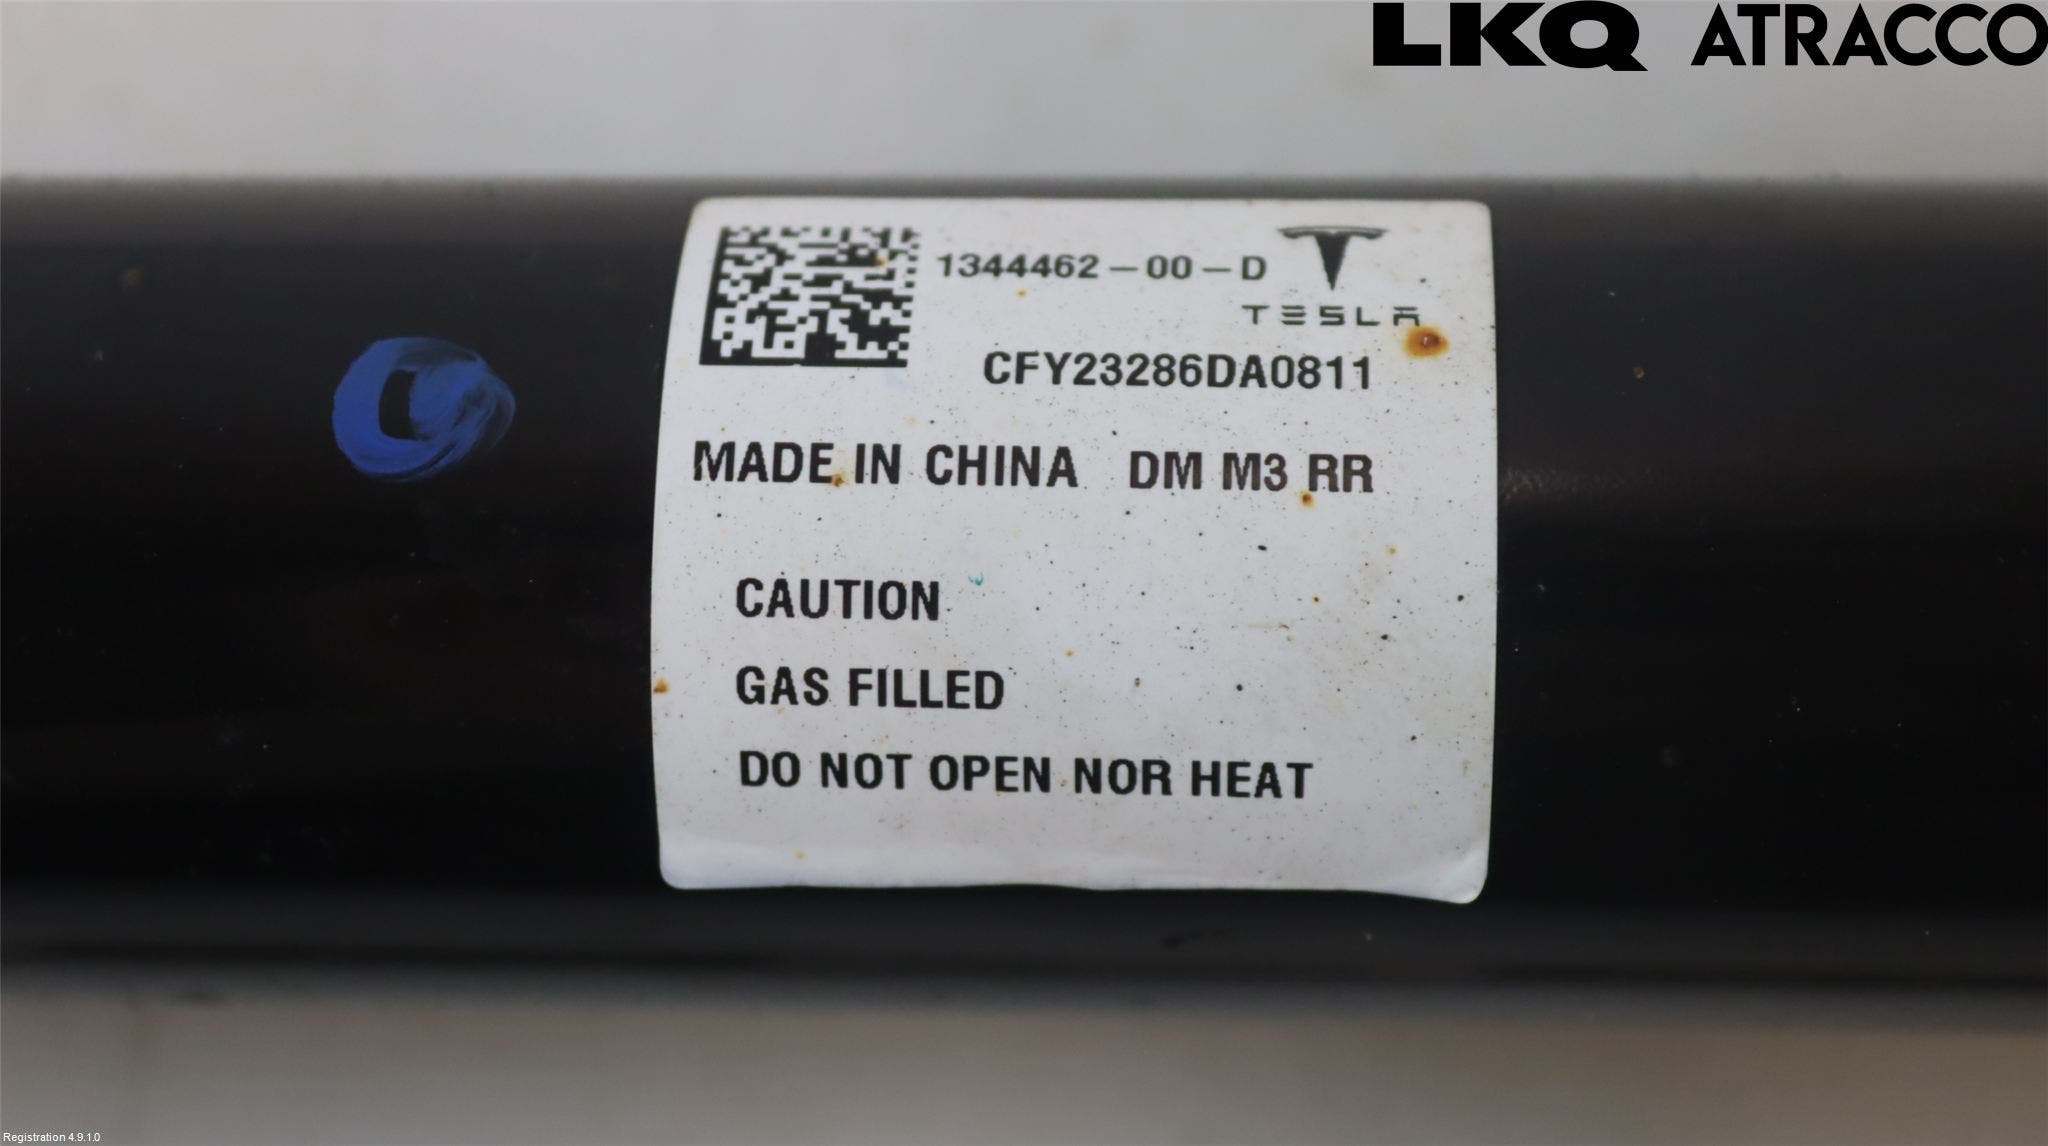 LKQ ATRACCO
1344462-00-D
TESLA
CFY23286DA0811
MADE IN CHINA DM M3 RR
CAUTION
GAS FILLED
DO NOT OPEN NOR HEAT
Registration 4.9.1.0